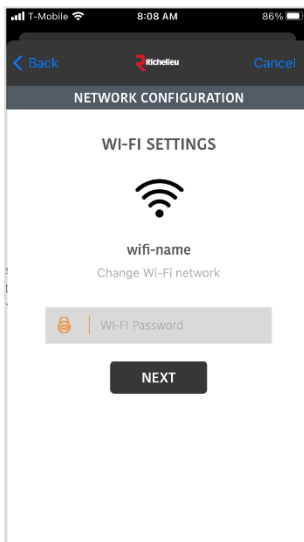 T-Mobile 8:08 AM 86%
Back Richelieu Cancel
NETWORK CONFIGURATION
WI-FI SETTINGS
wifi-name
Change Wi-Fi network
WI-FI Password
NEXT